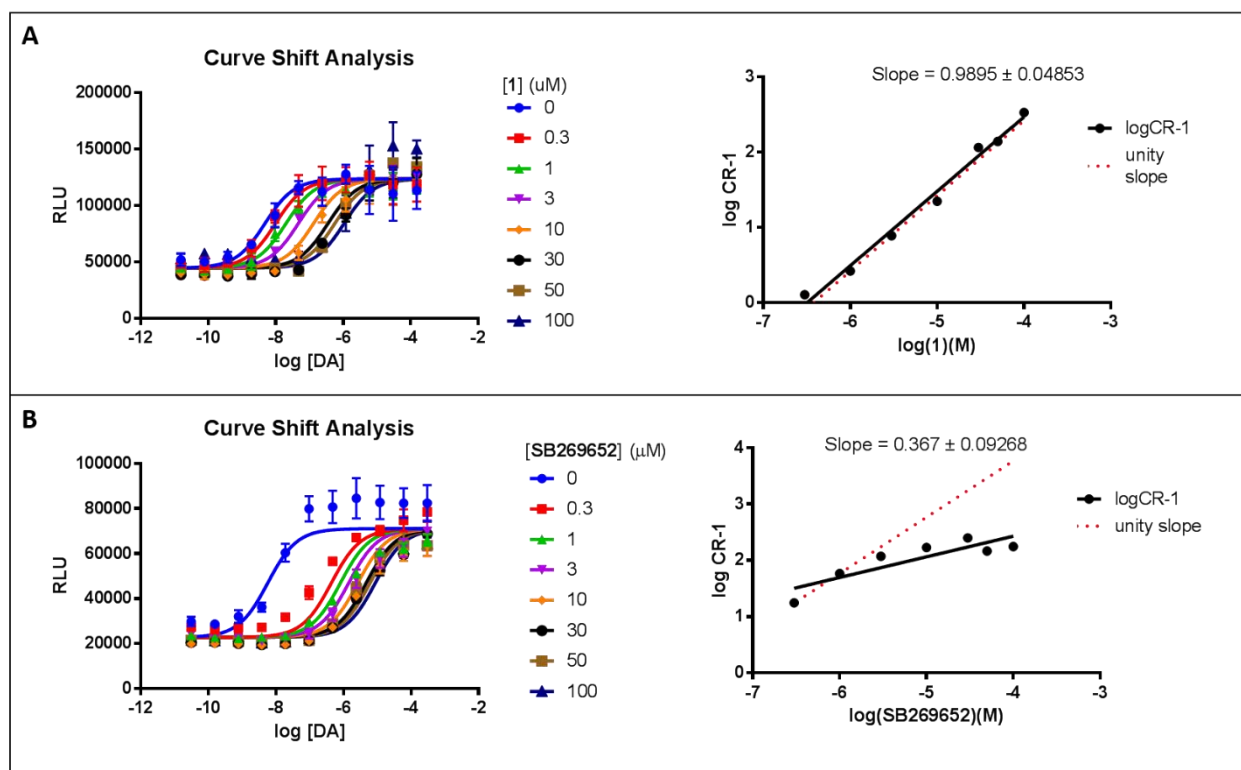 A
Curve Shift Analysis
RLU
200000
150000
100000
50000
0
-12
-10
-8
-6
-4
-2
log [DA]
[1] (uM)
0
0.3
1
3
10
30
50
100
Slope = 0.9895 ± 0.04853
log CR-1
3
2
1
0
-7
-6
-5
-4
-3
log(1)(M)
logCR-1
unity
slope
B
Curve Shift Analysis
RLU
100000
80000
60000
40000
20000
0
-12
-10
-8
-6
-4
-2
log [DA]
[SB269652] (μM)
0
0.3
1
3
10
30
50
100
Slope = 0.367 ± 0.09268
log CR-1
4
3
2
1
0
-7
-6
-5
-4
-3
log(SB269652)(M)
logCR-1
unity slope